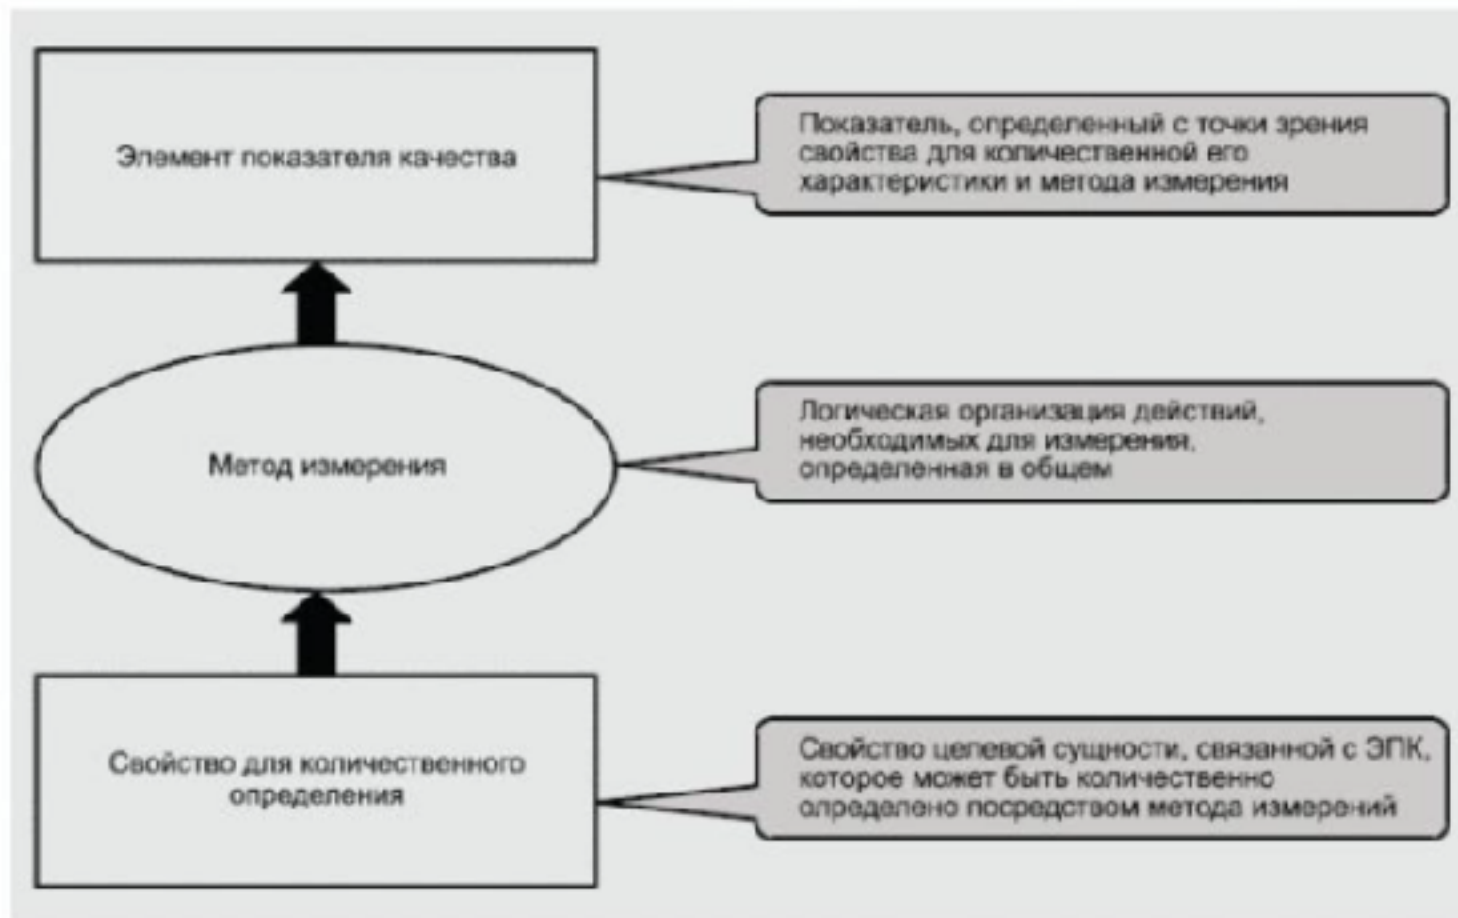 Элемент показателя качества
Показатель, определенный с точки зрения
свойства для количественной его
характеристики и метода измерения
Метод измерения
Логическая организация действий,
необходимых для измерения,
определенная в общем
Свойство для количественного
определения
Свойство целевой сущности, связанной с ЭПК,
которое может быть количественно
определено посредством метода измерений